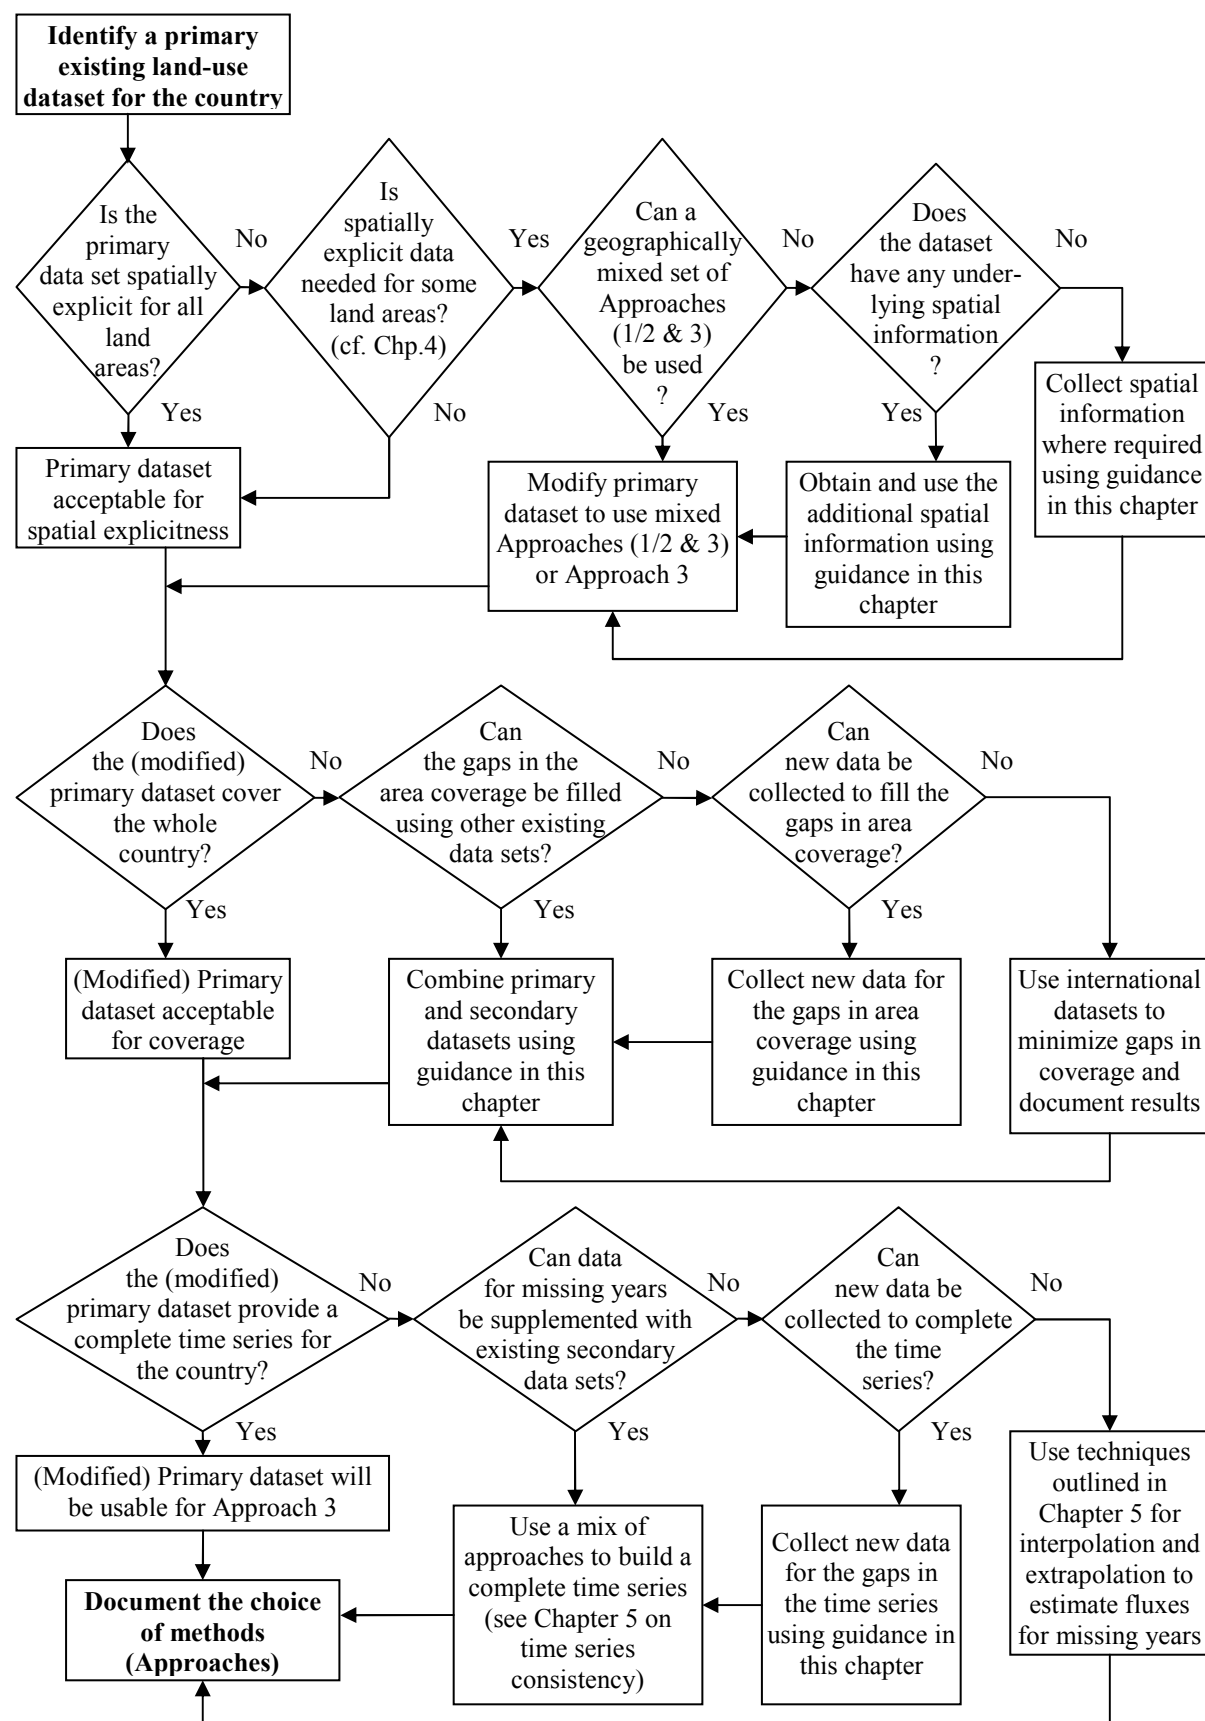 Identify a primary
existing land-use
dataset for the country
Is the
primary
data set spatially
explicit for all
land
areas?
No
Yes
Is
spatially
explicit data
needed for some
land areas?
(cf. Chp.4)
Yes
No
Can a
geographically
mixed set of
Approaches
(1/2 & 3)
be used
?
No
Yes
Does
the dataset
have any under-
lying spatial
information
?
No
Yes
Collect spatial
information
where required
using guidance
in this chapter
Primary dataset
acceptable for
spatial explicitness
Modify primary
dataset to use mixed
Approaches (1/2 & 3)
or Approach 3
Obtain and use the
additional spatial
information using
guidance in this
chapter
Does
the (modified)
primary dataset cover
the whole
country?
No
Yes
Can
the gaps in the
area coverage be filled
using other existing
data sets?
No
Yes
Can
new data be
collected to fill the
gaps in area
coverage?
No
Yes
(Modified) Primary
dataset acceptable
for coverage
Combine primary
and secondary
datasets using
guidance in this
chapter
Collect new data for
the gaps in area
coverage using
guidance in this
chapter
Use international
datasets to
minimize gaps in
coverage and
document results
Does
the (modified)
primary dataset provide a
complete time series for
the country?
No
Yes
Can data
for missing years
be supplemented with
existing secondary
data sets?
No
Yes
Can
new data be
collected to complete
the time
series?
No
Yes
(Modified) Primary dataset will
be usable for Approach 3
Document the choice
of methods
(Approaches)
Use a mix of
approaches to build a
complete time series
(see Chapter 5 on
time series
consistency)
Collect new data
for the gaps in
the time series
using guidance in
this chapter
Use techniques
outlined in
Chapter 5 for
interpolation and
extrapolation to
estimate fluxes
for missing years